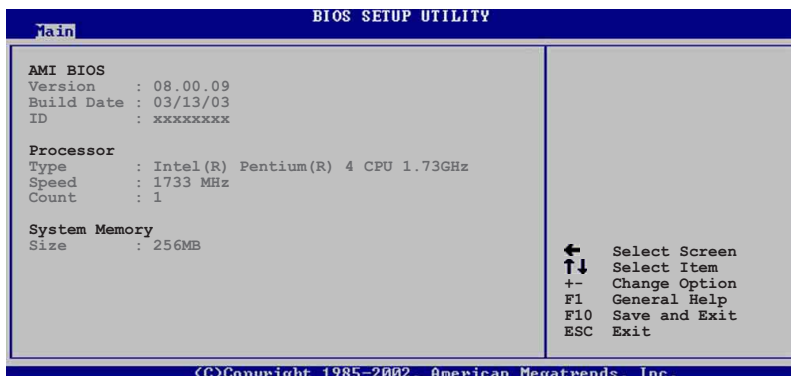 BIOS SETUP UTILITY
Main
AMI BIOS
Version : 08.00.09
Build Date : 03/13/03
ID : xxxxxxxx
Processor
Type : Intel(R) Pentium(R) 4 CPU 1.73GHz
Speed : 1733 MHz
Count : 1
System Memory
Size : 256MB
← Select Screen
↑↓ Select Item
+- Change Option
F1 General Help
F10 Save and Exit
ESC Exit
(C)Copyright 1985-2002, American Megatrends, Inc.